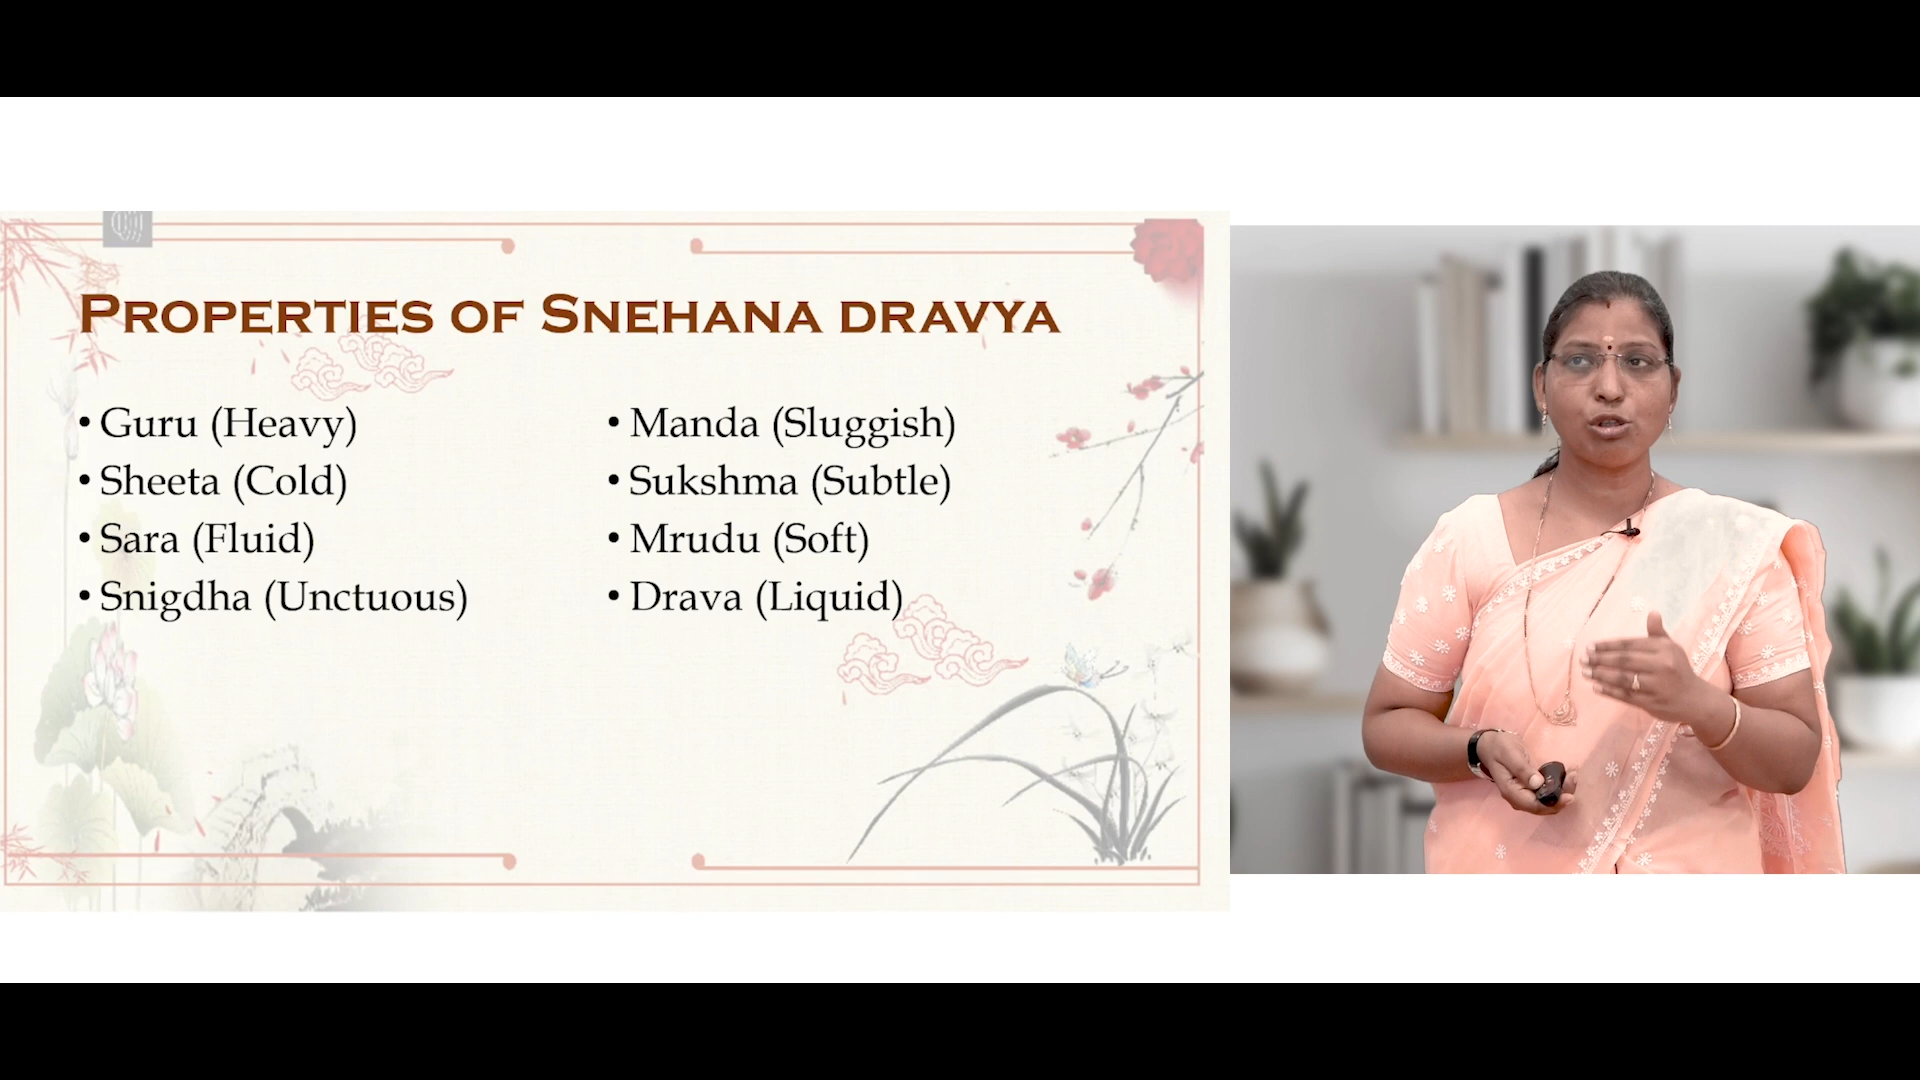 PROPERTIES OF SNEHANA DRAVYA
• Guru (Heavy)
• Sheeta (Cold)
• Sara (Fluid)
• Snigdha (Unctuous)
• Manda (Sluggish)
• Sukshma (Subtle)
• Mrudu (Soft)
• Drava (Liquid)